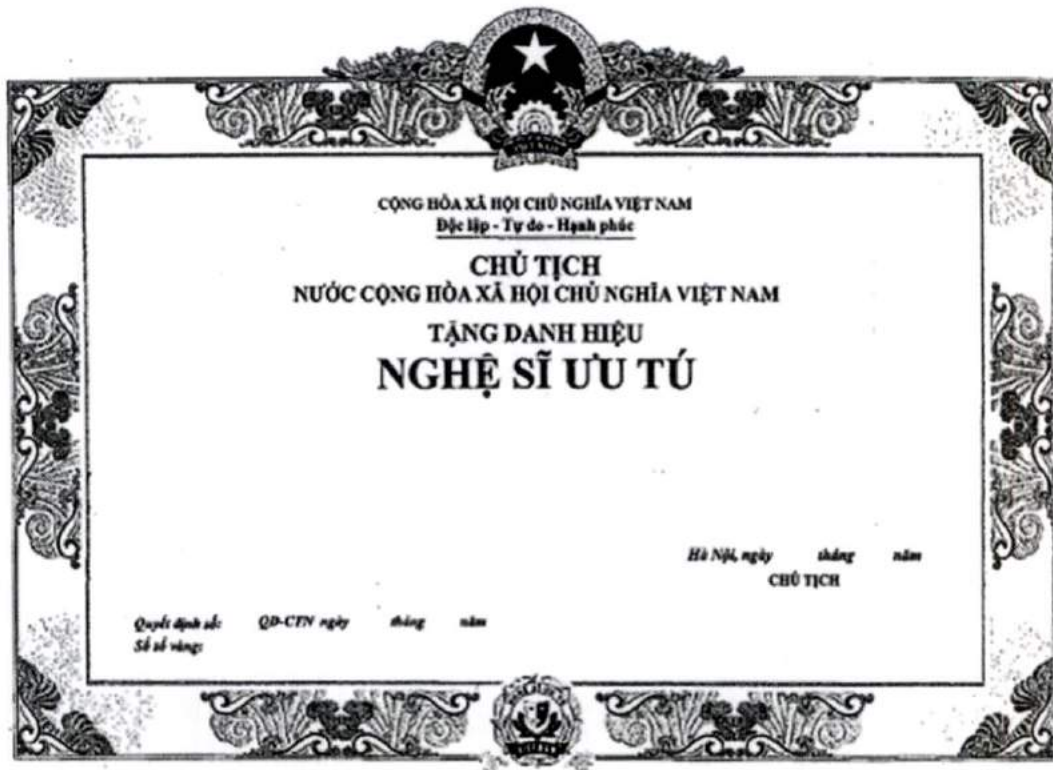 CỘNG HÒA XÃ HỘI CHỦ NGHĨA VIỆT NAM
Độc lập - Tự do - Hạnh phúc
CHỦ TỊCH
NƯỚC CỘNG HÒA XÃ HỘI CHỦ NGHĨA VIỆT NAM
TẶNG DANH HIỆU
NGHỆ SĨ ƯU TÚ
Hà Nội, ngày tháng năm
CHỦ TỊCH
Quyết định số: QĐ-CTN ngày tháng năm
Số sổ vàng: